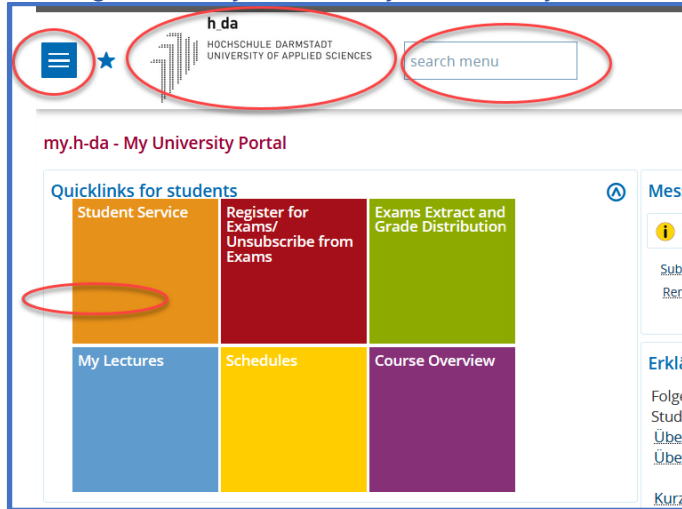 h_da
HOCHSCHULE DARMSTADT
UNIVERSITY OF APPLIED SCIENCES
search menu
my.h-da - My University Portal
Quicklinks for students
Student Service
Register for
Exams/
Unsubscribe from
Exams
Exams Extract and
Grade Distribution
My Lectures
Schedules
Course Overview
Mes
i
Sub
Rer
Erklä
Folge
Stud
Übe
Übe
Kurz